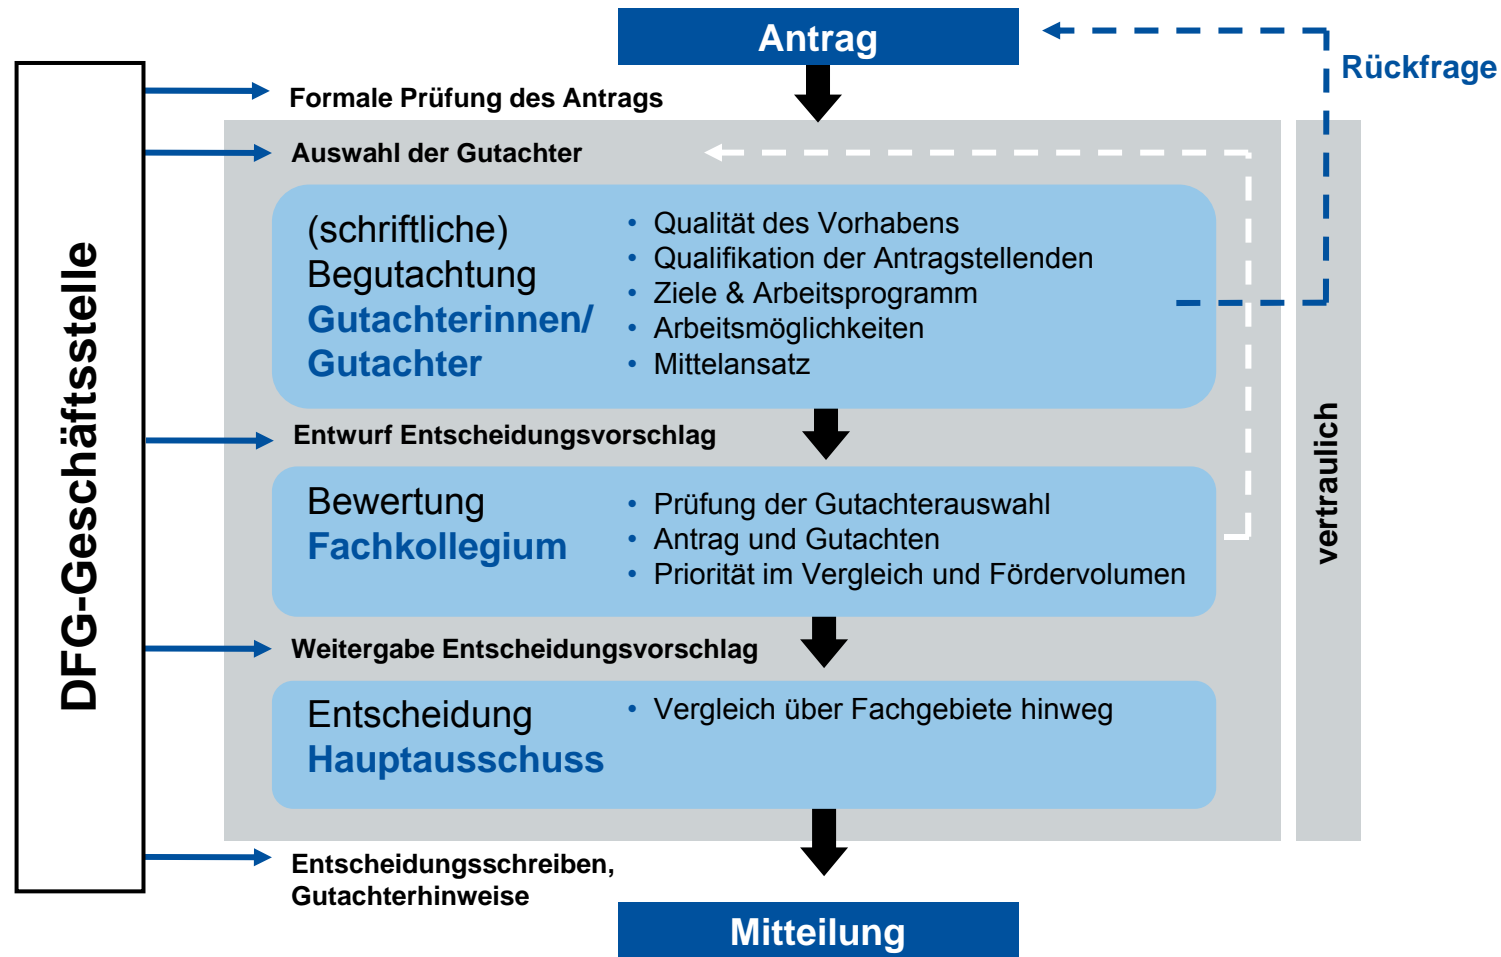 Antrag
Rückfrage
DFG-Geschäftsstelle
Formale Prüfung des Antrags
Auswahl der Gutachter
(schriftliche)
Begutachtung
Gutachterinnen/
Gutachter
• Qualität des Vorhabens
• Qualifikation der Antragstellenden
• Ziele & Arbeitsprogramm
• Arbeitsmöglichkeiten
• Mittelansatz
vertraulich
Entwurf Entscheidungsvorschlag
Bewertung
Fachkollegium
• Prüfung der Gutachterauswahl
• Antrag und Gutachten
• Priorität im Vergleich und Fördervolumen
Weitergabe Entscheidungsvorschlag
Entscheidung
Hauptausschuss
• Vergleich über Fachgebiete hinweg
Entscheidungsschreiben,
Gutachterhinweise
Mitteilung